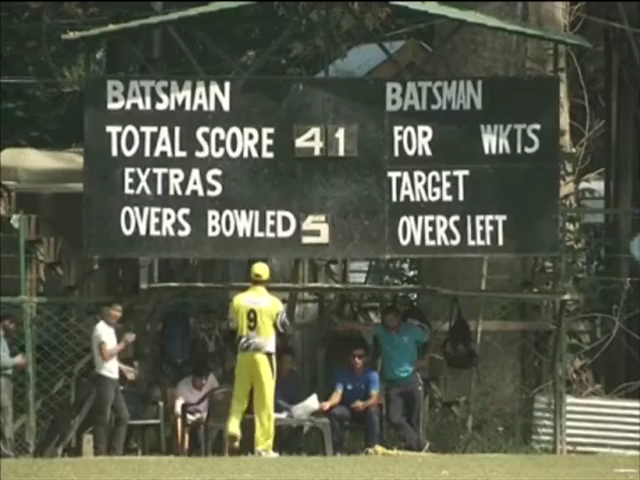 BATSMAN BATSMAN
TOTAL SCORE 41 FOR WKTS
EXTRAS TARGET
OVERS BOWLED 5 OVERS LEFT
9